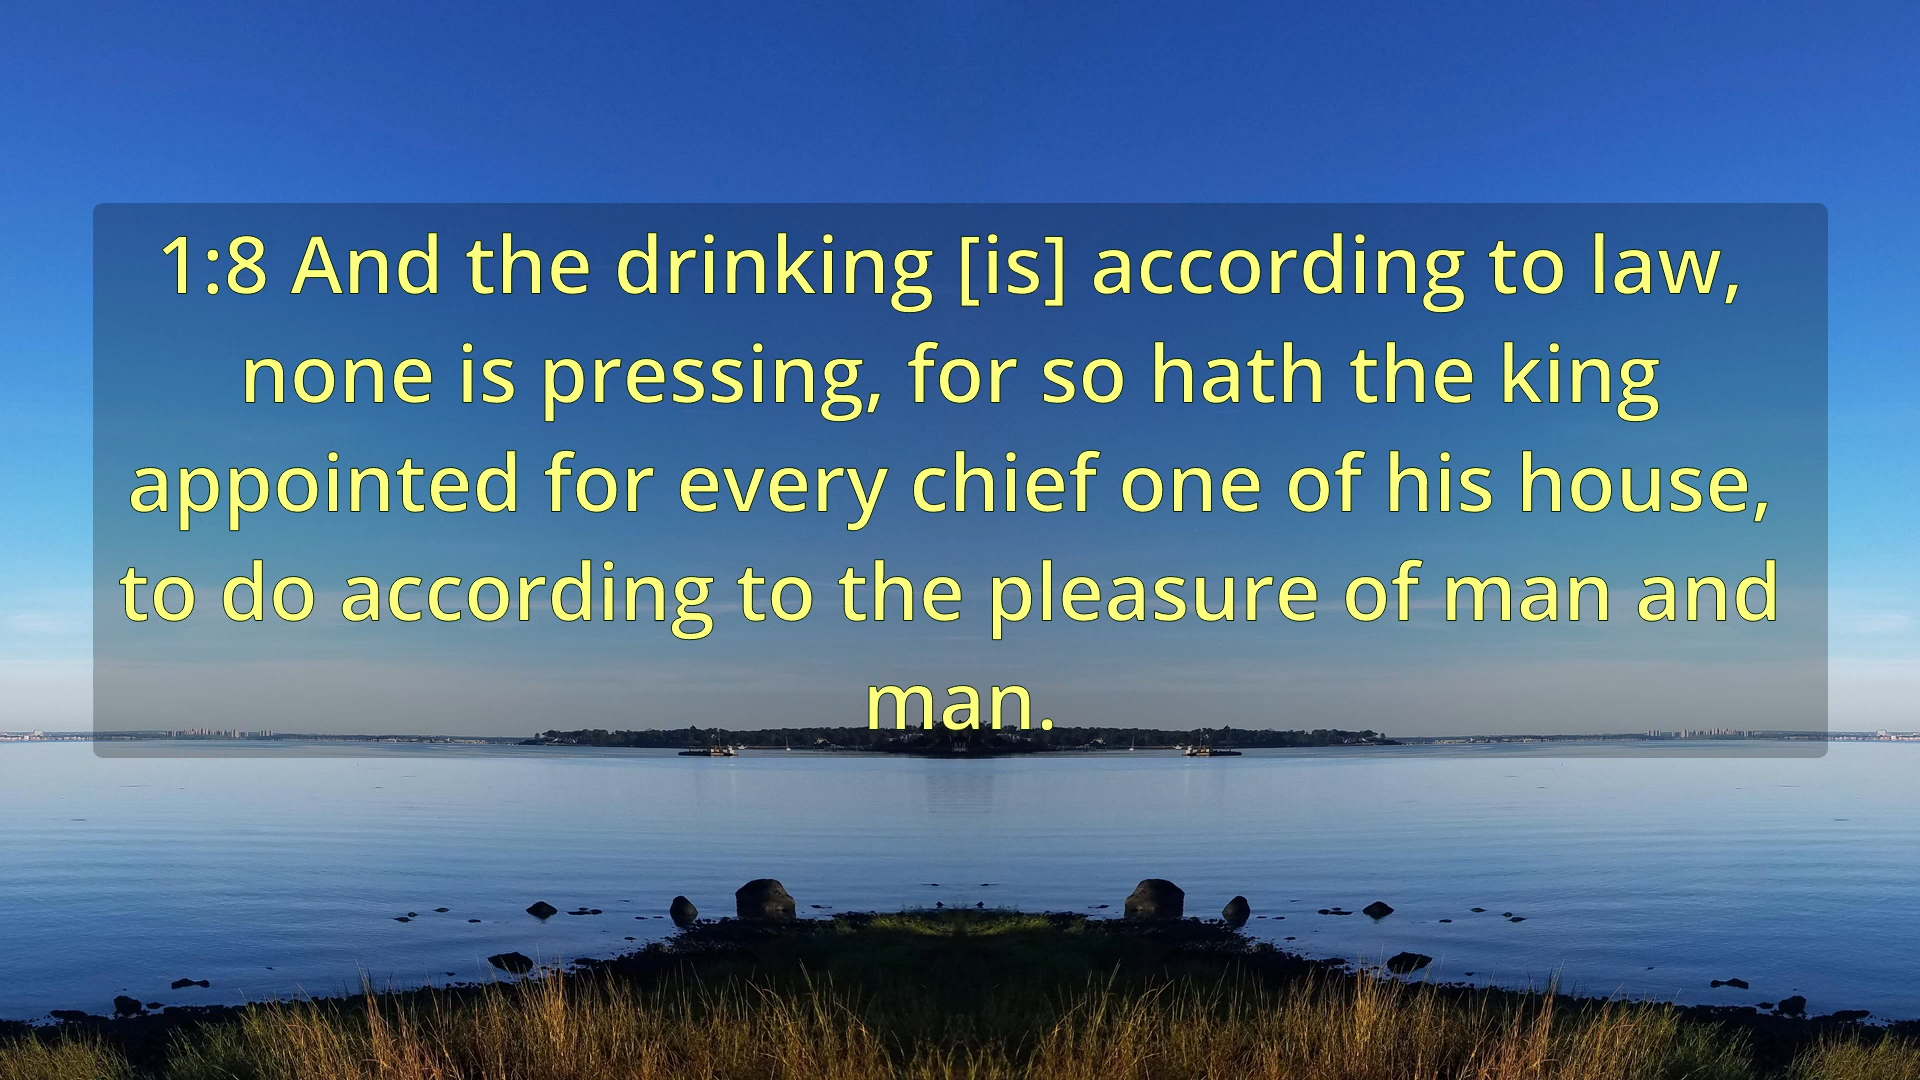 1:8 And the drinking [is] according to law,
none is pressing, for so hath the king
appointed for every chief one of his house,
to do according to the pleasure of man and
man.